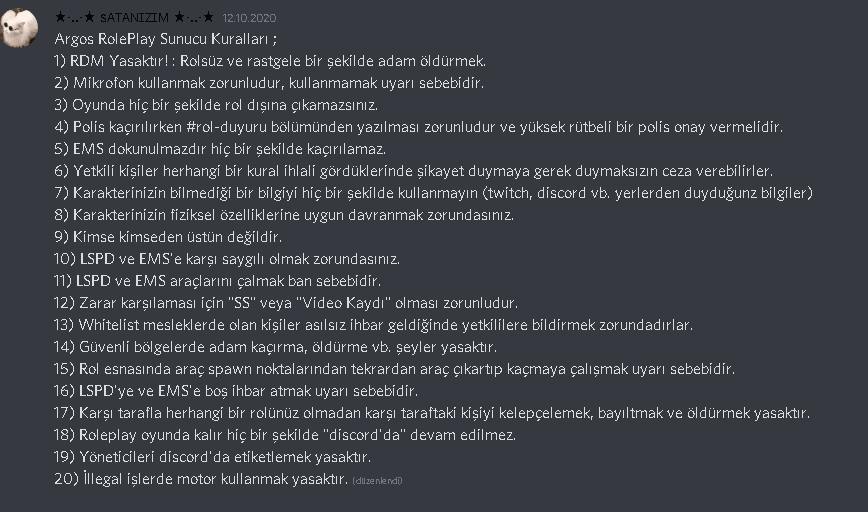 ★·..·★ sATANIZIM ★·..·★ 12.10.2020
Argos RolePlay Sunucu Kuralları ;
1) RDM Yasaktır! : Rolsüz ve rastgele bir şekilde adam öldürmek.
2) Mikrofon kullanmak zorunludur, kullanmamak uyarı sebebidir.
3) Oyunda hiç bir şekilde rol dışına çıkamazsınız.
4) Polis kaçırılırken #rol-duyuru bölümünden yazılması zorunludur ve yüksek rütbeli bir polis onay vermelidir.
5) EMS dokunulmazdır hiç bir şekilde kaçırılamaz.
6) Yetkili kişiler herhangi bir kural ihlali gördüklerinde şikayet duymaya gerek duymaksızın ceza verebilirler.
7) Karakterinizin bilmediği bir bilgiyi hiç bir şekilde kullanmayın (twitch, discord vb. yerlerden duyduğunz bilgiler)
8) Karakterinizin fiziksel özelliklerine uygun davranmak zorundasınız.
9) Kimse kimseden üstün değildir.
10) LSPD ve EMS'e karşı saygılı olmak zorundasınız.
11) LSPD ve EMS araçlarını çalmak ban sebebidir.
12) Zarar karşılaması için "SS" veya "Video Kaydı" olması zorunludur.
13) Whitelist mesleklerde olan kişiler asılsız ihbar geldiğinde yetkililere bildirmek zorundadırlar.
14) Güvenli bölgelerde adam kaçırma, öldürme vb. şeyler yasaktır.
15) Rol esnasında araç spawn noktalarından tekrardan araç çıkartıp kaçmaya çalışmak uyarı sebebidir.
16) LSPD'ye ve EMS'e boş ihbar atmak uyarı sebebidir.
17) Karşı tarafla herhangi bir rolünüz olmadan karşı taraftaki kişiyi kelepçelemek, bayıltmak ve öldürmek yasaktır.
18) Roleplay oyunda kalır hiç bir şekilde "discord'da" devam edilmez.
19) Yöneticileri discord'da etiketlemek yasaktır.
20) İllegal işlerde motor kullanmak yasaktır. (düzenlendi)